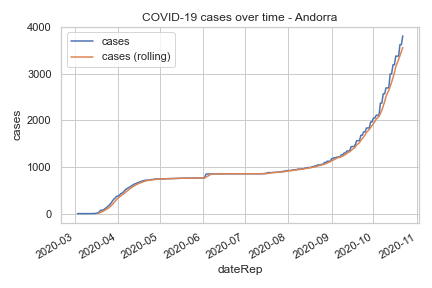 COVID-19 cases over time - Andorra
cases
cases (rolling)
4000
3000
2000
1000
0
cases
2020-03
2020-04
2020-05
2020-06
2020-07
2020-08
2020-09
2020-10
2020-11
dateRep